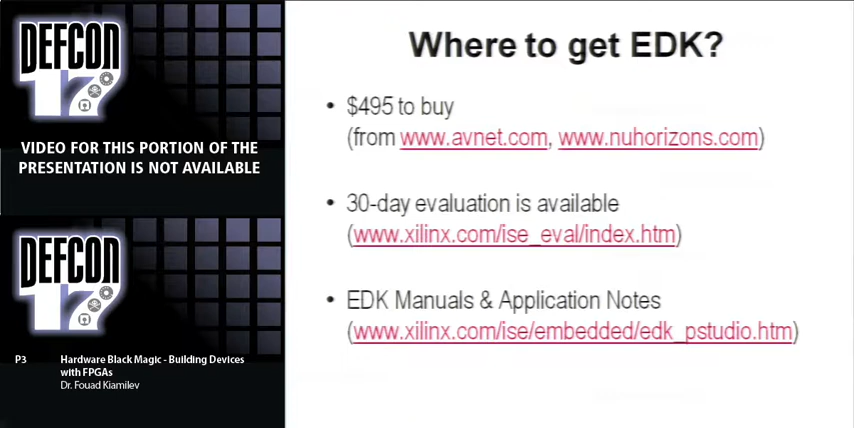 DEFCON
17
VIDEO FOR THIS PORTION OF THE
PRESENTATION IS NOT AVAILABLE
DEFCON
17
P3 Hardware Black Magic - Building Devices
with FPGAs
Dr. Fouad Kiamilev
Where to get EDK?
• $495 to buy
(from www.avnet.com, www.nuhorizons.com)
• 30-day evaluation is available
(www.xilinx.com/ise_eval/index.htm)
• EDK Manuals & Application Notes
(www.xilinx.com/ise/embedded/edk_pstudio.htm)